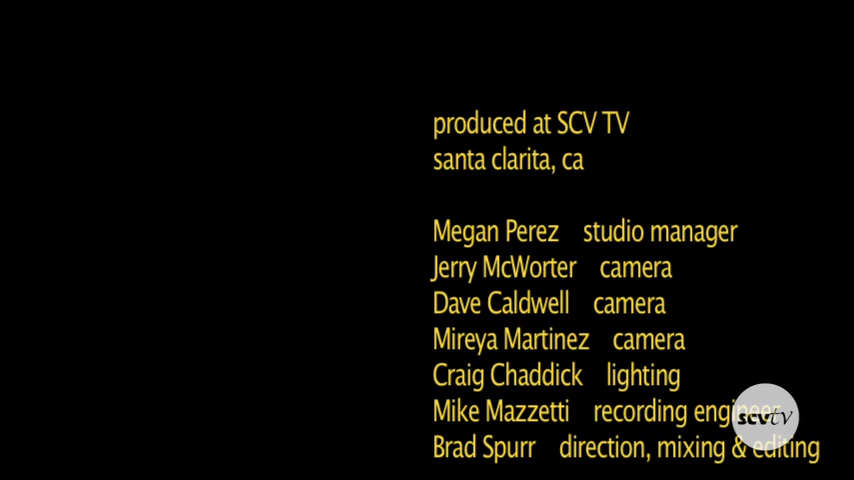 produced at SCV TV
santa clarita, ca
Megan Perez studio manager
Jerry McWorter camera
Dave Caldwell camera
Mireya Martinez camera
Craig Chaddick lighting
Mike Mazzetti recording engineer
Brad Spurr direction, mixing & editing
scvtv